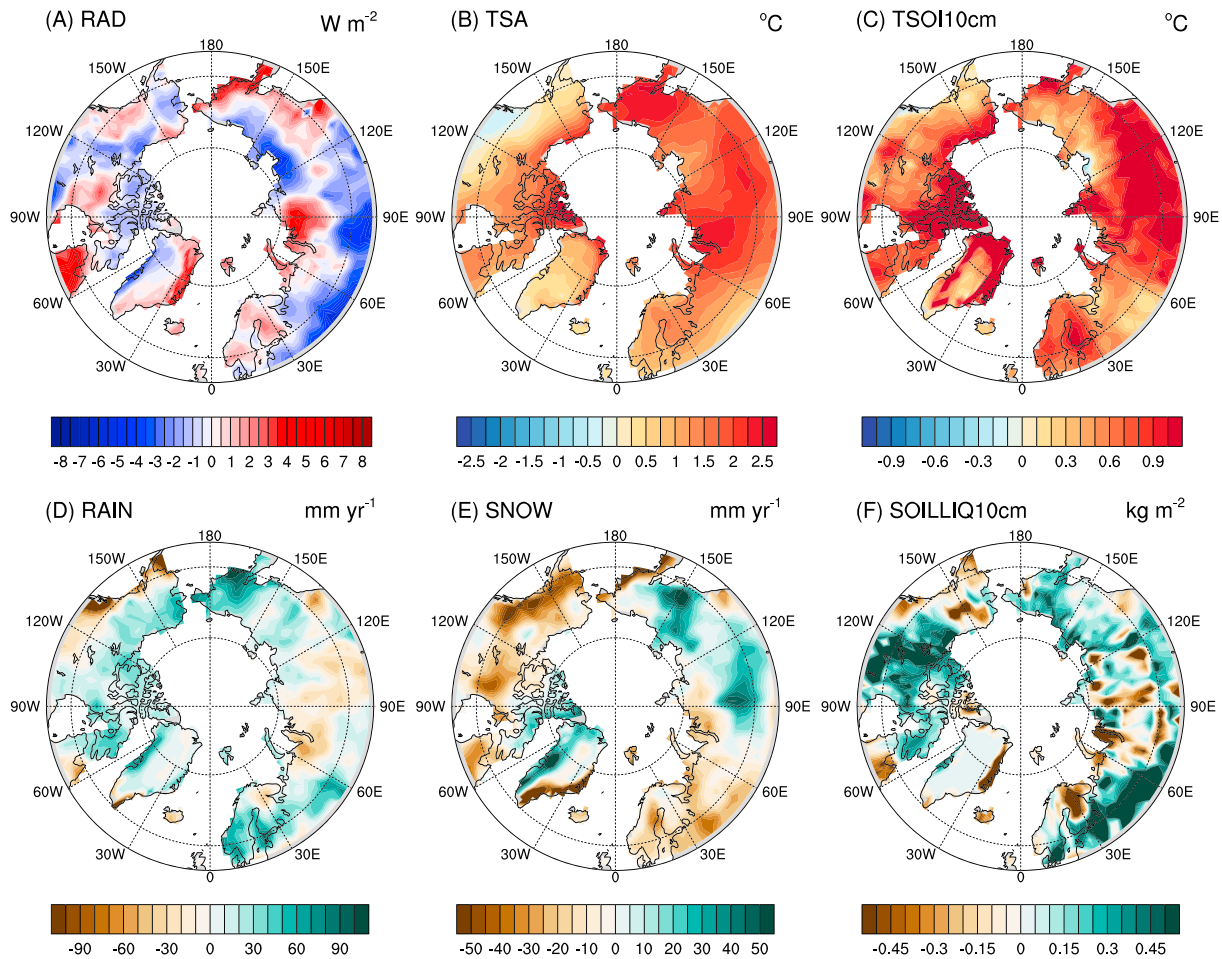 (A) RAD W m-2
180
150W 150E
120W 120E
90W 90E
60W 60E
30W 30E
0
-8 -7 -6 -5 -4 -3 -2 -1 0 1 2 3 4 5 6 7 8
(B) TSA °C
180
150W 150E
120W 120E
90W 90E
60W 60E
30W 30E
0
-2.5 -2 -1.5 -1 -0.5 0 0.5 1 1.5 2 2.5
(C) TSOI10cm °C
180
150W 150E
120W 120E
90W 90E
60W 60E
30W 30E
0
-0.9 -0.6 -0.3 0 0.3 0.6 0.9
(D) RAIN mm yr-1
180
150W 150E
120W 120E
90W 90E
60W 60E
30W 30E
0
-90 -60 -30 0 30 60 90
(E) SNOW mm yr-1
180
150W 150E
120W 120E
90W 90E
60W 60E
30W 30E
0
-50 -40 -30 -20 -10 0 10 20 30 40 50
(F) SOILLIQ10cm kg m-2
180
150W 150E
120W 120E
90W 90E
60W 60E
30W 30E
0
-0.45 -0.3 -0.15 0 0.15 0.3 0.45